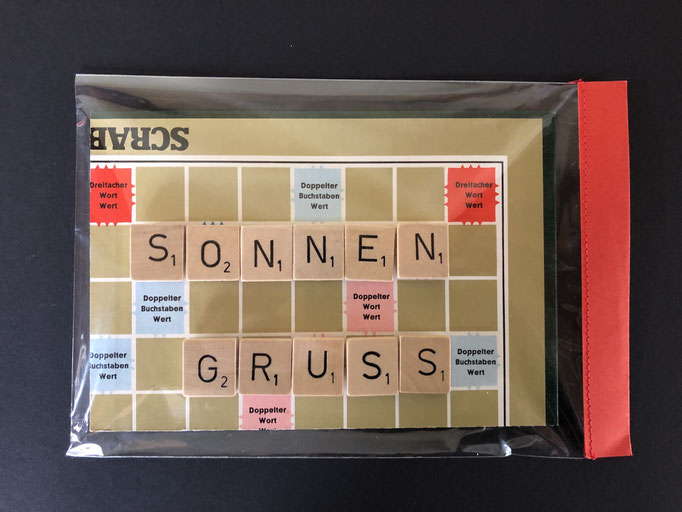 SCRAB
Dreifacher
Wort
Wert
Doppelter
Buchstaben
Wert
Dreifacher
Wort
Wert
S1 O2 N1 N1 E1 N1
Doppelter
Buchstaben
Wert
Doppelter
Wort
Wert
Doppelter
Buchstaben
Wert
G2 R1 U1 S1 S1
Doppelter
Buchstaben
Wert
Doppelter
Wort